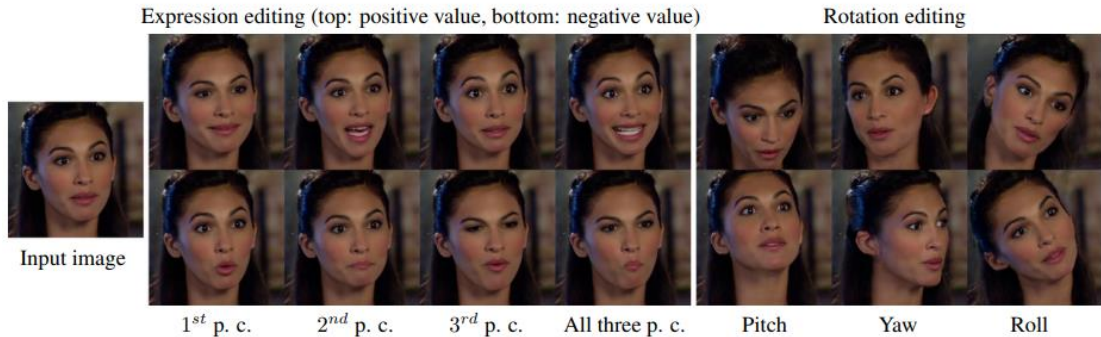 Expression editing (top: positive value, bottom: negative value)
Rotation editing
Input image
1st p. c.
2nd p. c.
3rd p. c.
All three p. c.
Pitch
Yaw
Roll